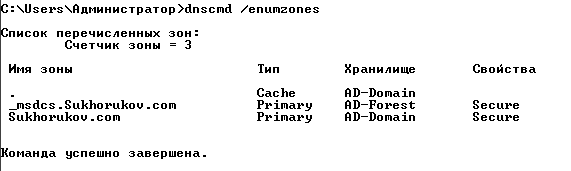 C:\Users\Администратор>dnscmd /enumzones
Список перечисленных зон:
Счетчик зоны = 3
Имя зоны Тип Хранилище Свойства
. Cache AD-Domain
_msdcs.Sukhorukov.com Primary AD-Forest Secure
Sukhorukov.com Primary AD-Domain Secure
Команда успешно завершена.